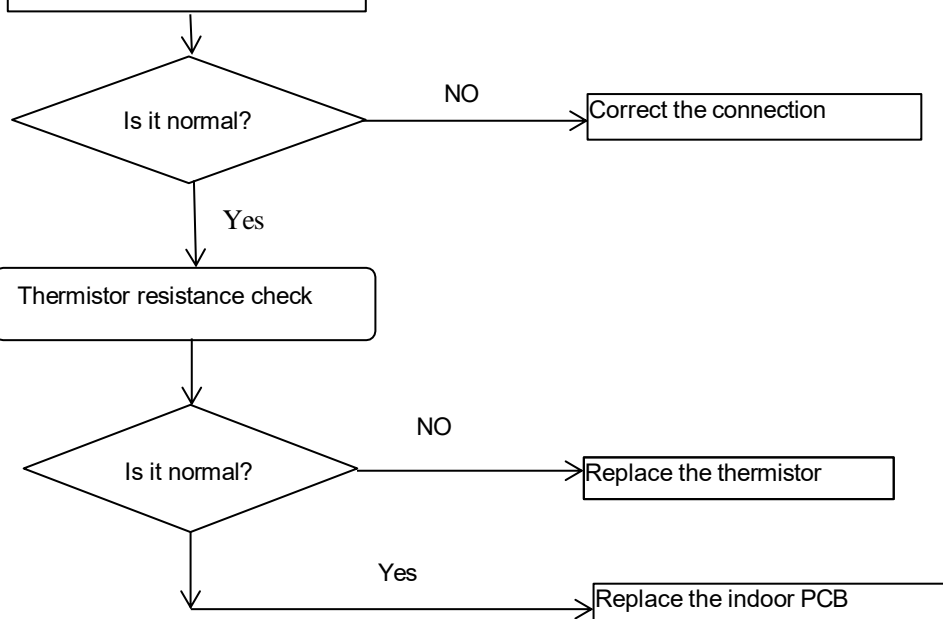 Is it normal?
NO
Correct the connection
Yes
Thermistor resistance check
Is it normal?
NO
Replace the thermistor
Yes
Replace the indoor PCB